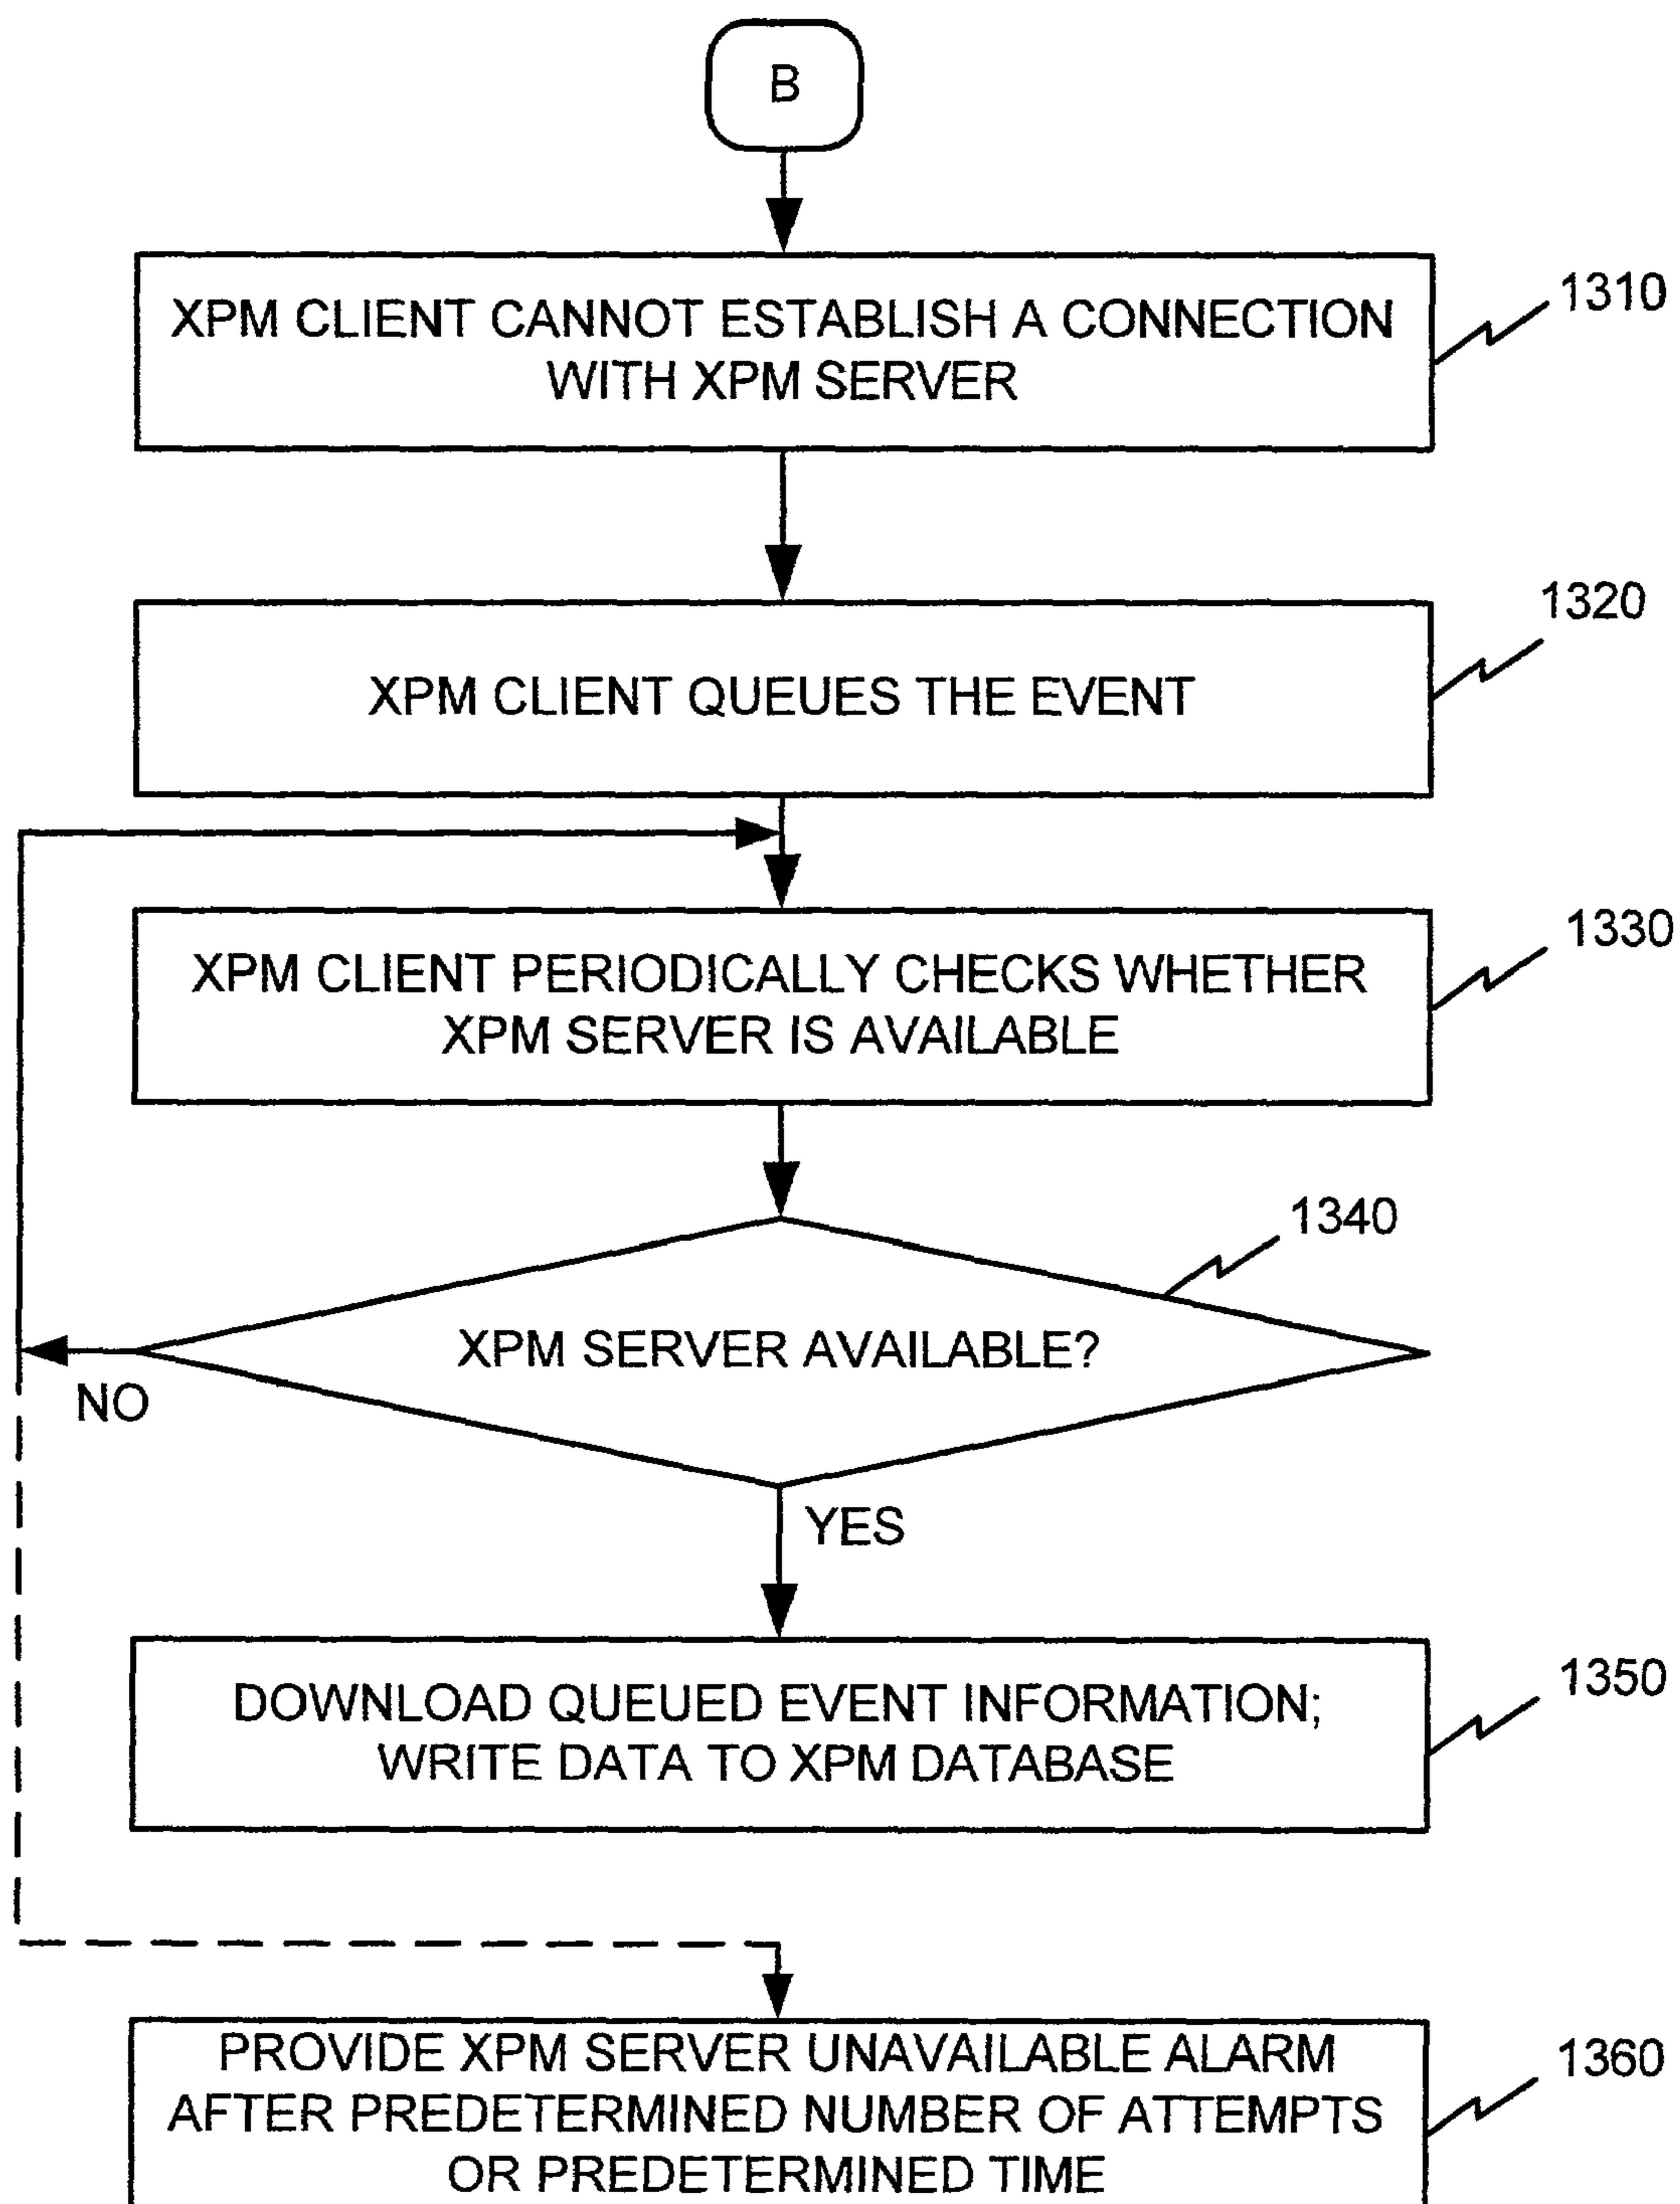 B
XPM CLIENT CANNOT ESTABLISH A CONNECTION
WITH XPM SERVER
1310
XPM CLIENT QUEUES THE EVENT
1320
XPM CLIENT PERIODICALLY CHECKS WHETHER
XPM SERVER IS AVAILABLE
1330
1340
XPM SERVER AVAILABLE?
NO
YES
DOWNLOAD QUEUED EVENT INFORMATION;
WRITE DATA TO XPM DATABASE
1350
PROVIDE XPM SERVER UNAVAILABLE ALARM
AFTER PREDETERMINED NUMBER OF ATTEMPTS
OR PREDETERMINED TIME
1360